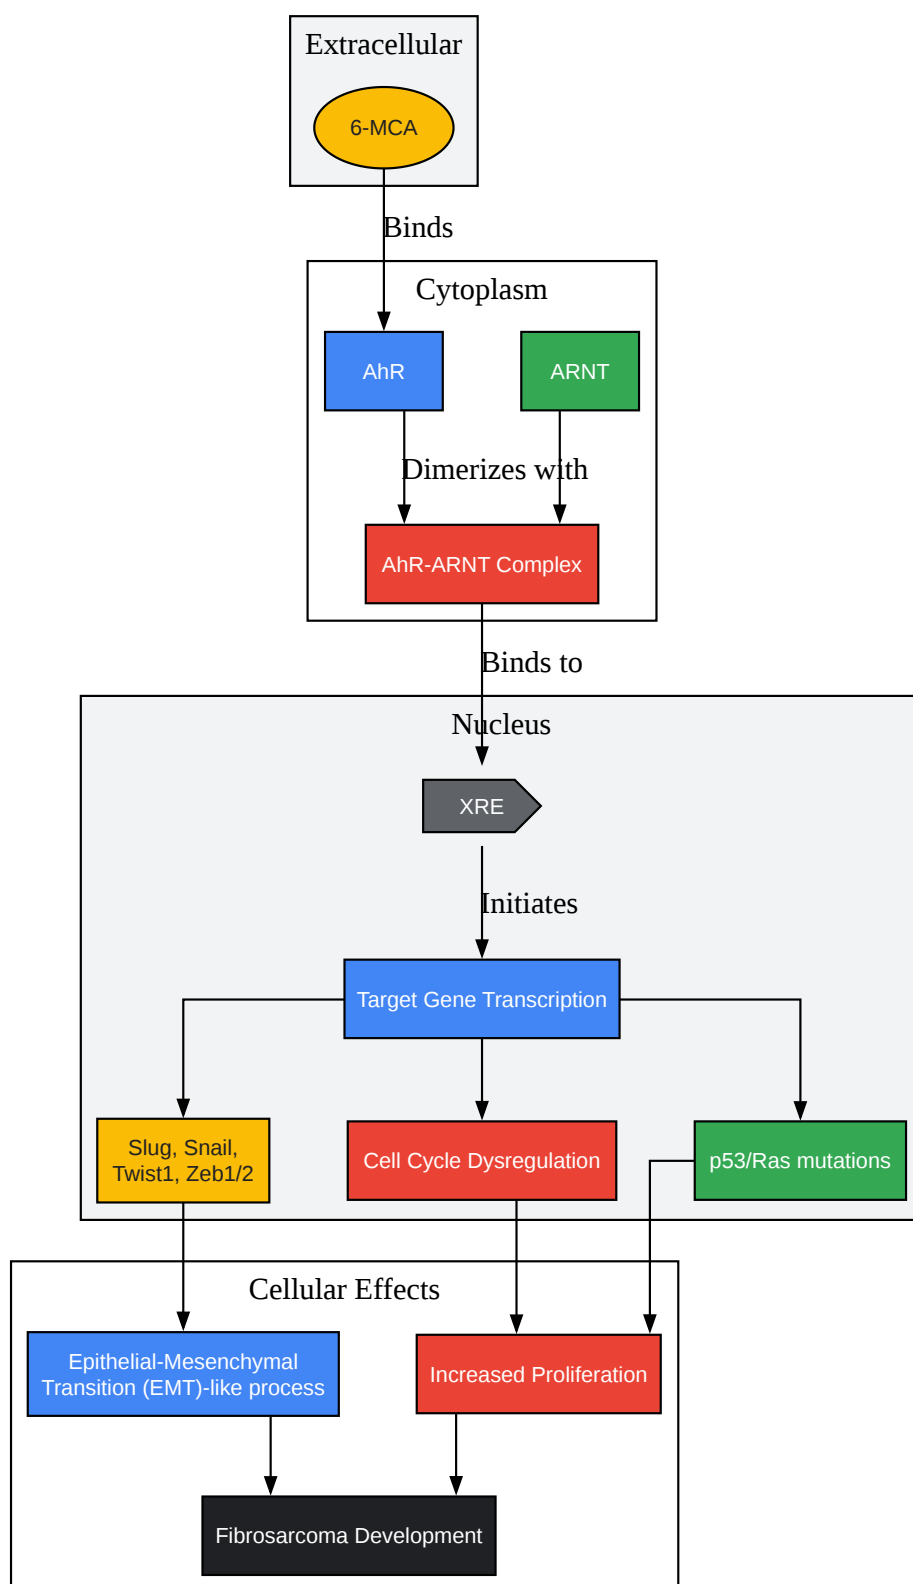 Extracellular
6-MCA
Binds
Cytoplasm
AhR
ARNT
Dimerizes with
AhR-ARNT Complex
Binds to
Nucleus
XRE
Initiates
Target Gene Transcription
Slug, Snail,
Twist1, Zeb1/2
Cell Cycle Dysregulation
p53/Ras mutations
Cellular Effects
Epithelial-Mesenchymal
Transition (EMT)-like process
Increased Proliferation
Fibrosarcoma Development